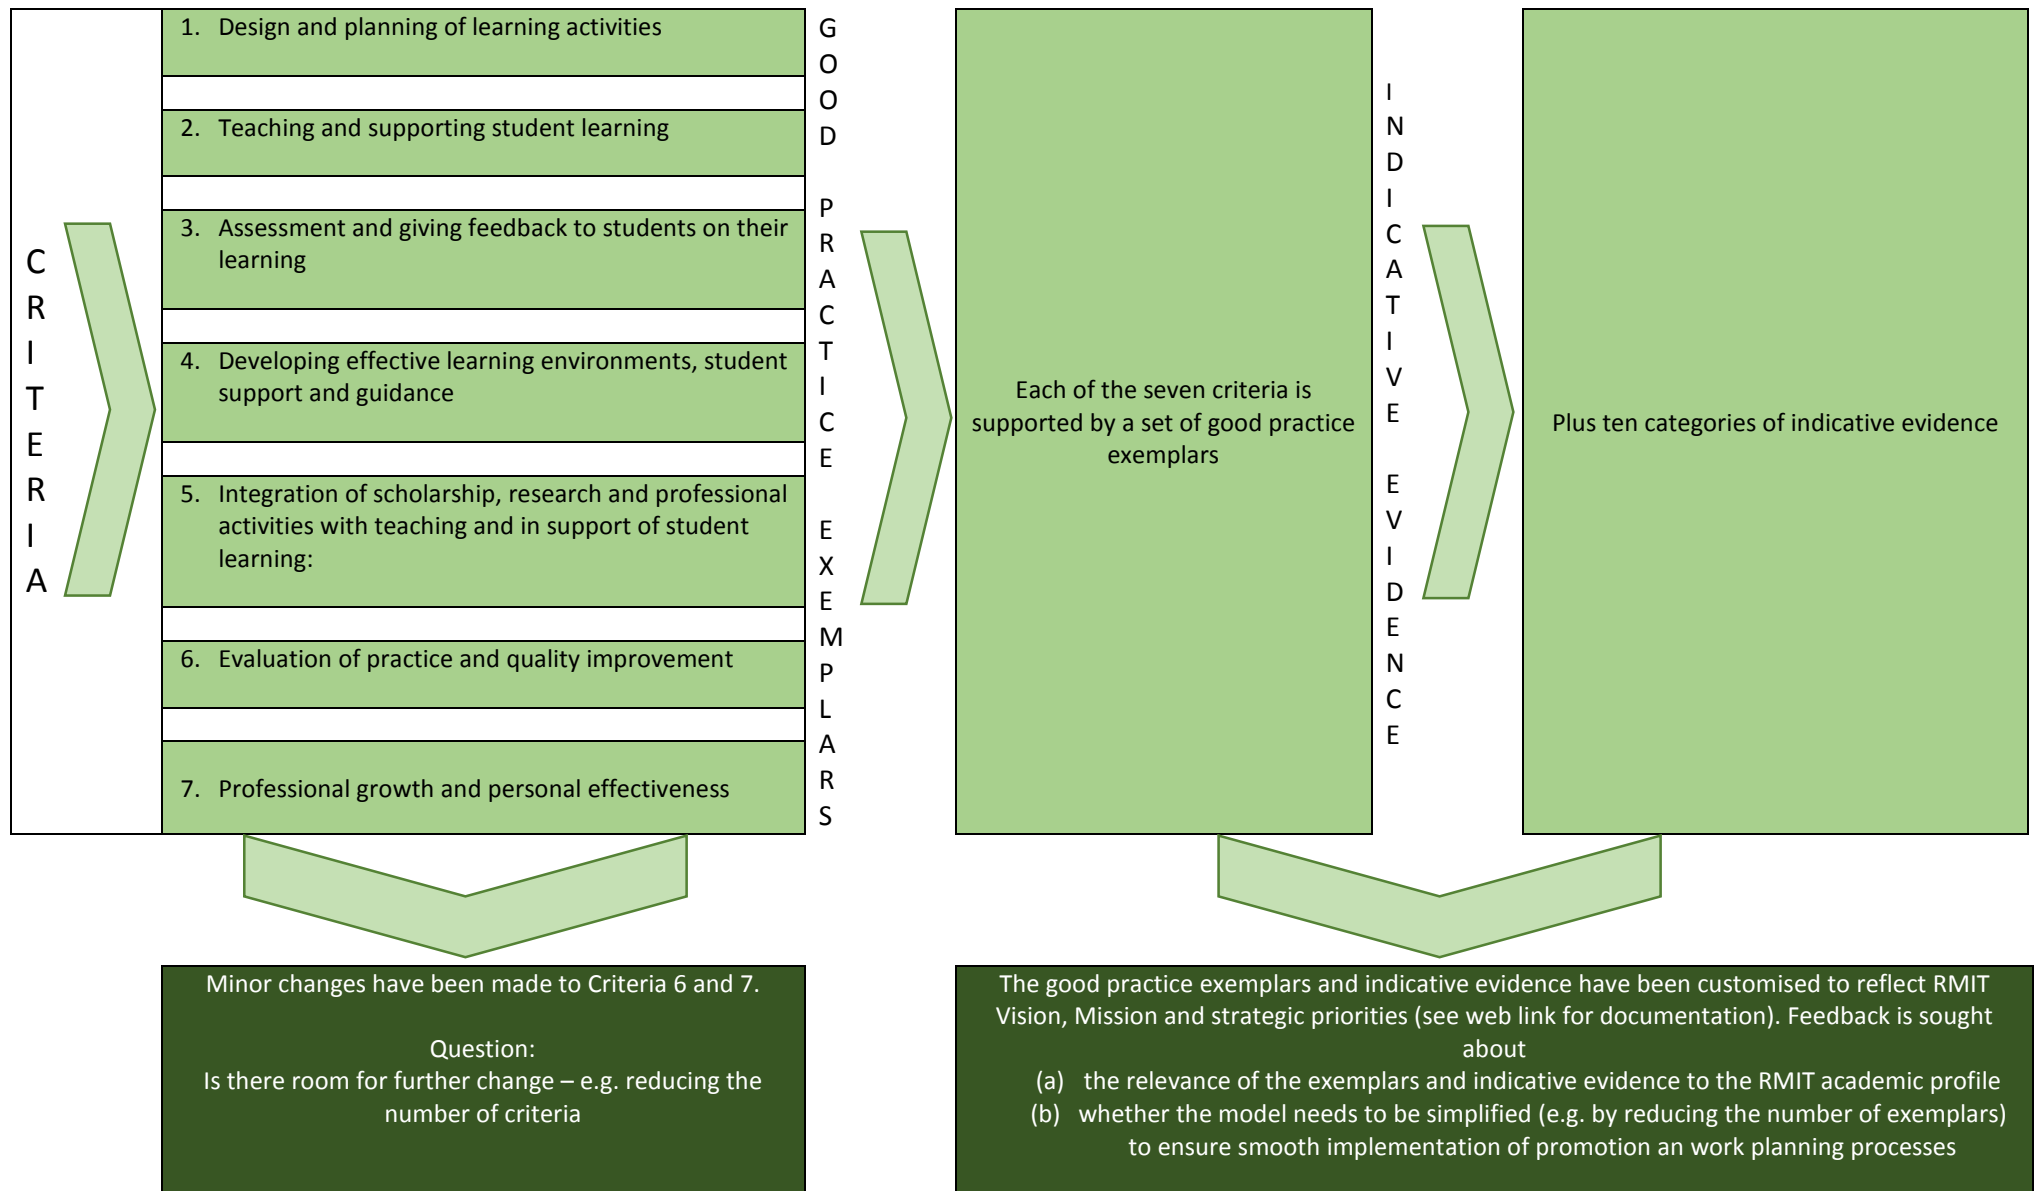 CRITERIA
1. Design and planning of learning activities
2. Teaching and supporting student learning
3. Assessment and giving feedback to students on their
learning
4. Developing effective learning environments, student
support and guidance
5. Integration of scholarship, research and professional
activities with teaching and in support of student
learning:
6. Evaluation of practice and quality improvement
7. Professional growth and personal effectiveness
GOOD PRACTICE EXEMPLARS
Each of the seven criteria is
supported by a set of good practice
exemplars
INDICATIVE EVIDENCE
Plus ten categories of indicative evidence
Minor changes have been made to Criteria 6 and 7.
Question:
Is there room for further change – e.g. reducing the
number of criteria
The good practice exemplars and indicative evidence have been customised to reflect RMIT
Vision, Mission and strategic priorities (see web link for documentation). Feedback is sought
about
(a) the relevance of the exemplars and indicative evidence to the RMIT academic profile
(b) whether the model needs to be simplified (e.g. by reducing the number of exemplars)
to ensure smooth implementation of promotion an work planning processes